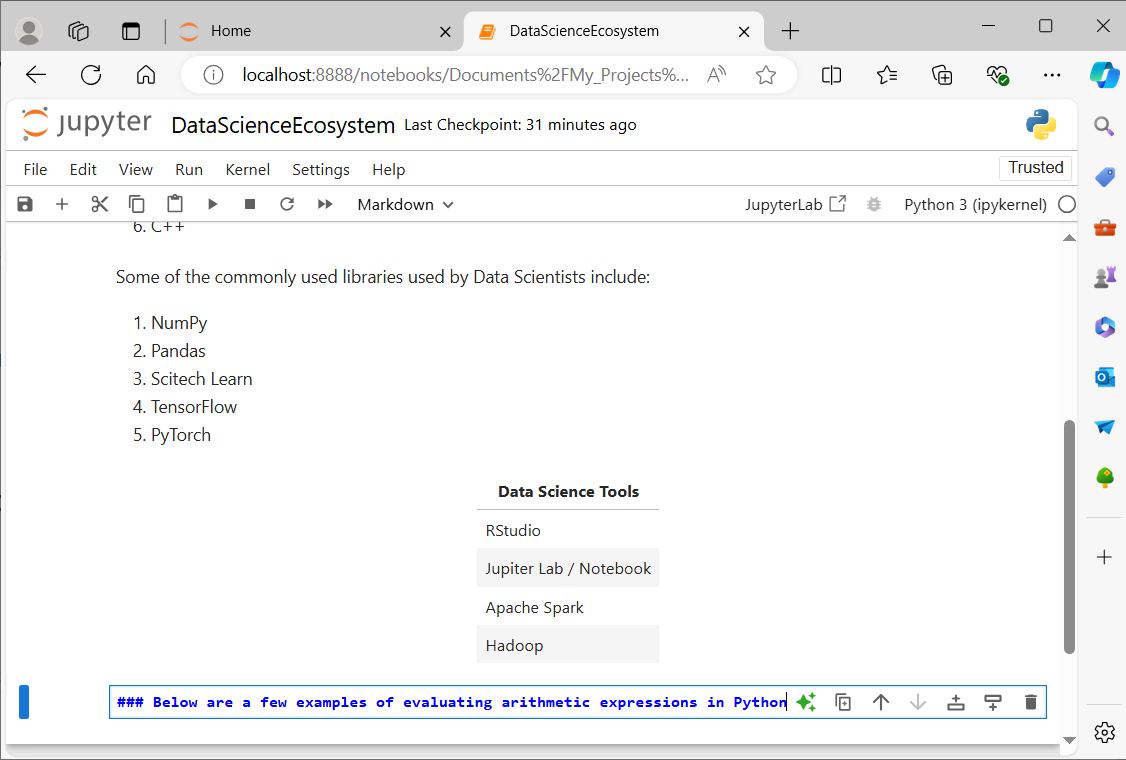 Home
DataScienceEcosystem
localhost:8888/notebooks/Documents%2FMy_Projects%...
jupyter DataScienceEcosystem Last Checkpoint: 31 minutes ago
File Edit View Run Kernel Settings Help Trusted
Markdown JupyterLab Python 3 (ipykernel)
6. C++
Some of the commonly used libraries used by Data Scientists include:
1. NumPy
2. Pandas
3. Scitech Learn
4. TensorFlow
5. PyTorch
Data Science Tools
RStudio
Jupiter Lab / Notebook
Apache Spark
Hadoop
### Below are a few examples of evaluating arithmetic expressions in Python